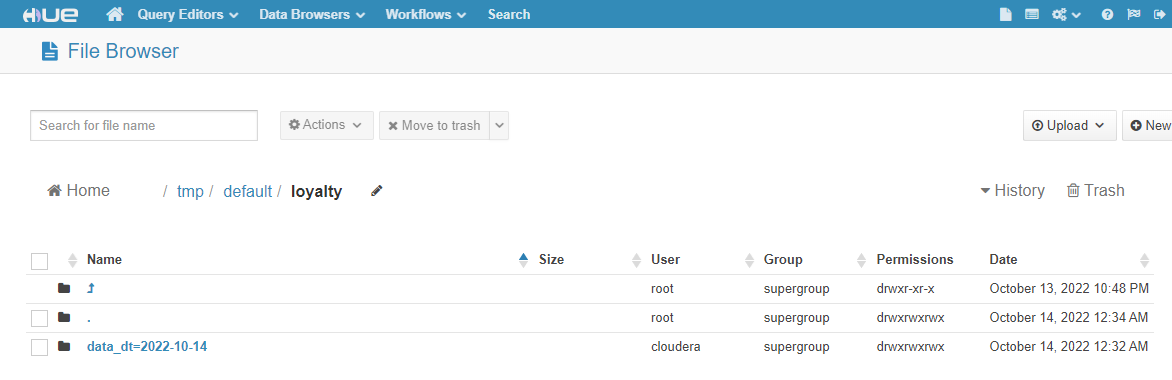 HUE Query Editors Data Browsers Workflows Search
File Browser
Search for file name Actions Move to trash Upload New
Home / tmp / default / loyalty History Trash
Name Size User Group Permissions Date
root supergroup drwxr-xr-x October 13, 2022 10:48 PM
. root supergroup drwxrwxrwx October 14, 2022 12:34 AM
data_dt=2022-10-14 cloudera supergroup drwxrwxrwx October 14, 2022 12:32 AM